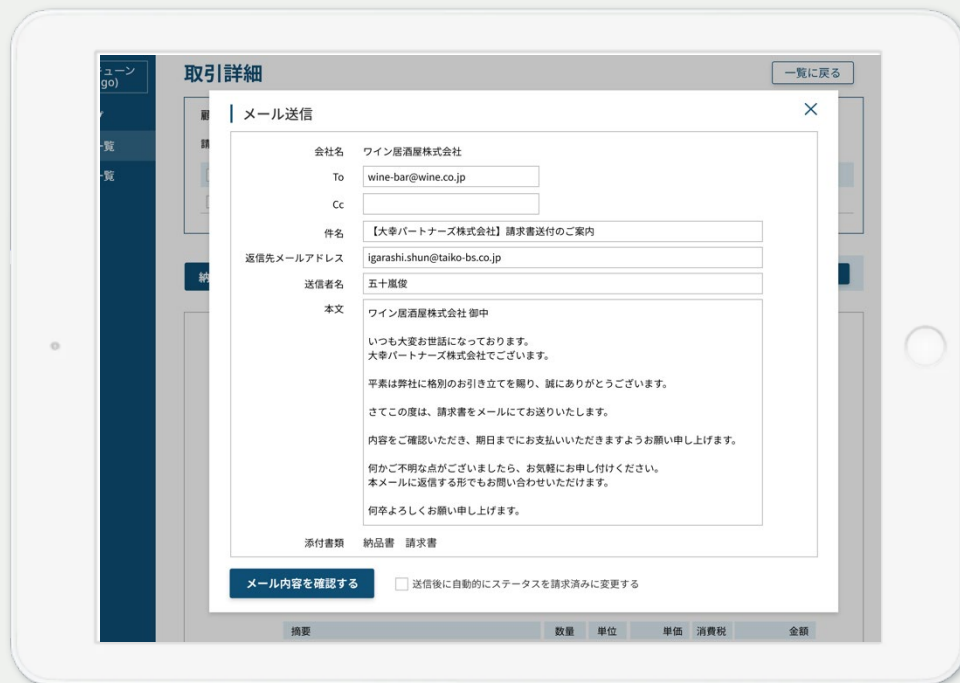 ューン
go)
取引詳細
一覧に戻る
一覧
一覧
メール送信
会社名 ワイン居酒屋株式会社
To wine-bar@wine.co.jp
Cc
件名 【大幸パートナーズ株式会社】請求書送付のご案内
返信先メールアドレス igarashi.shun@taiko-bs.co.jp
送信者名 五十嵐俊
本文 ワイン居酒屋株式会社 御中
いつも大変お世話になっております。
大幸パートナーズ株式会社でございます。
平素は弊社に格別のお引き立てを賜り、誠にありがとうございます。
さてこの度は、請求書をメールにてお送りいたします。
内容をご確認いただき、期日までにお支払いいただきますようお願い申し上げます。
何かご不明な点がございましたら、お気軽にお申し付けください。
本メールに返信する形でもお問い合わせいただけます。
何卒よろしくお願い申し上げます。
添付書類 納品書 請求書
メール内容を確認する
送信後に自動的にステータスを請求済みに変更する
摘要 数量 単位 単価 消費税 金額